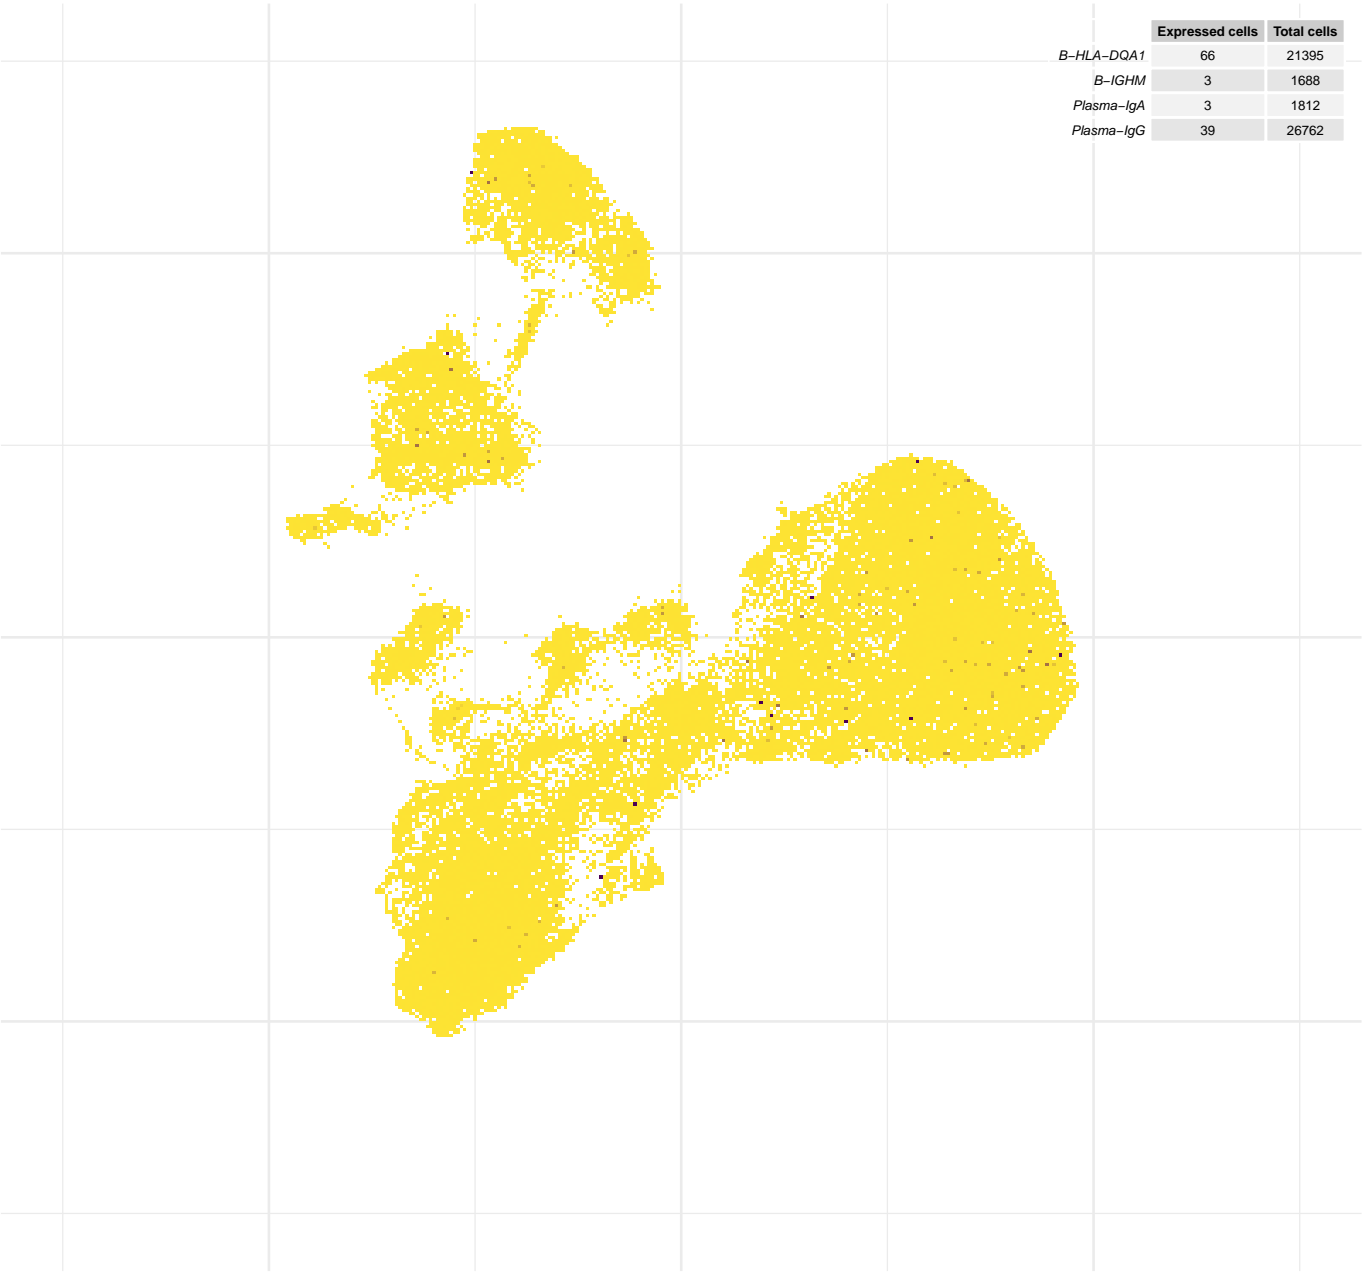 Expressed cells Total cells
B−HLA−DQA1 66 21395
B−IGHM 3 1688
Plasma−IgA 3 1812
Plasma−IgG 39 26762